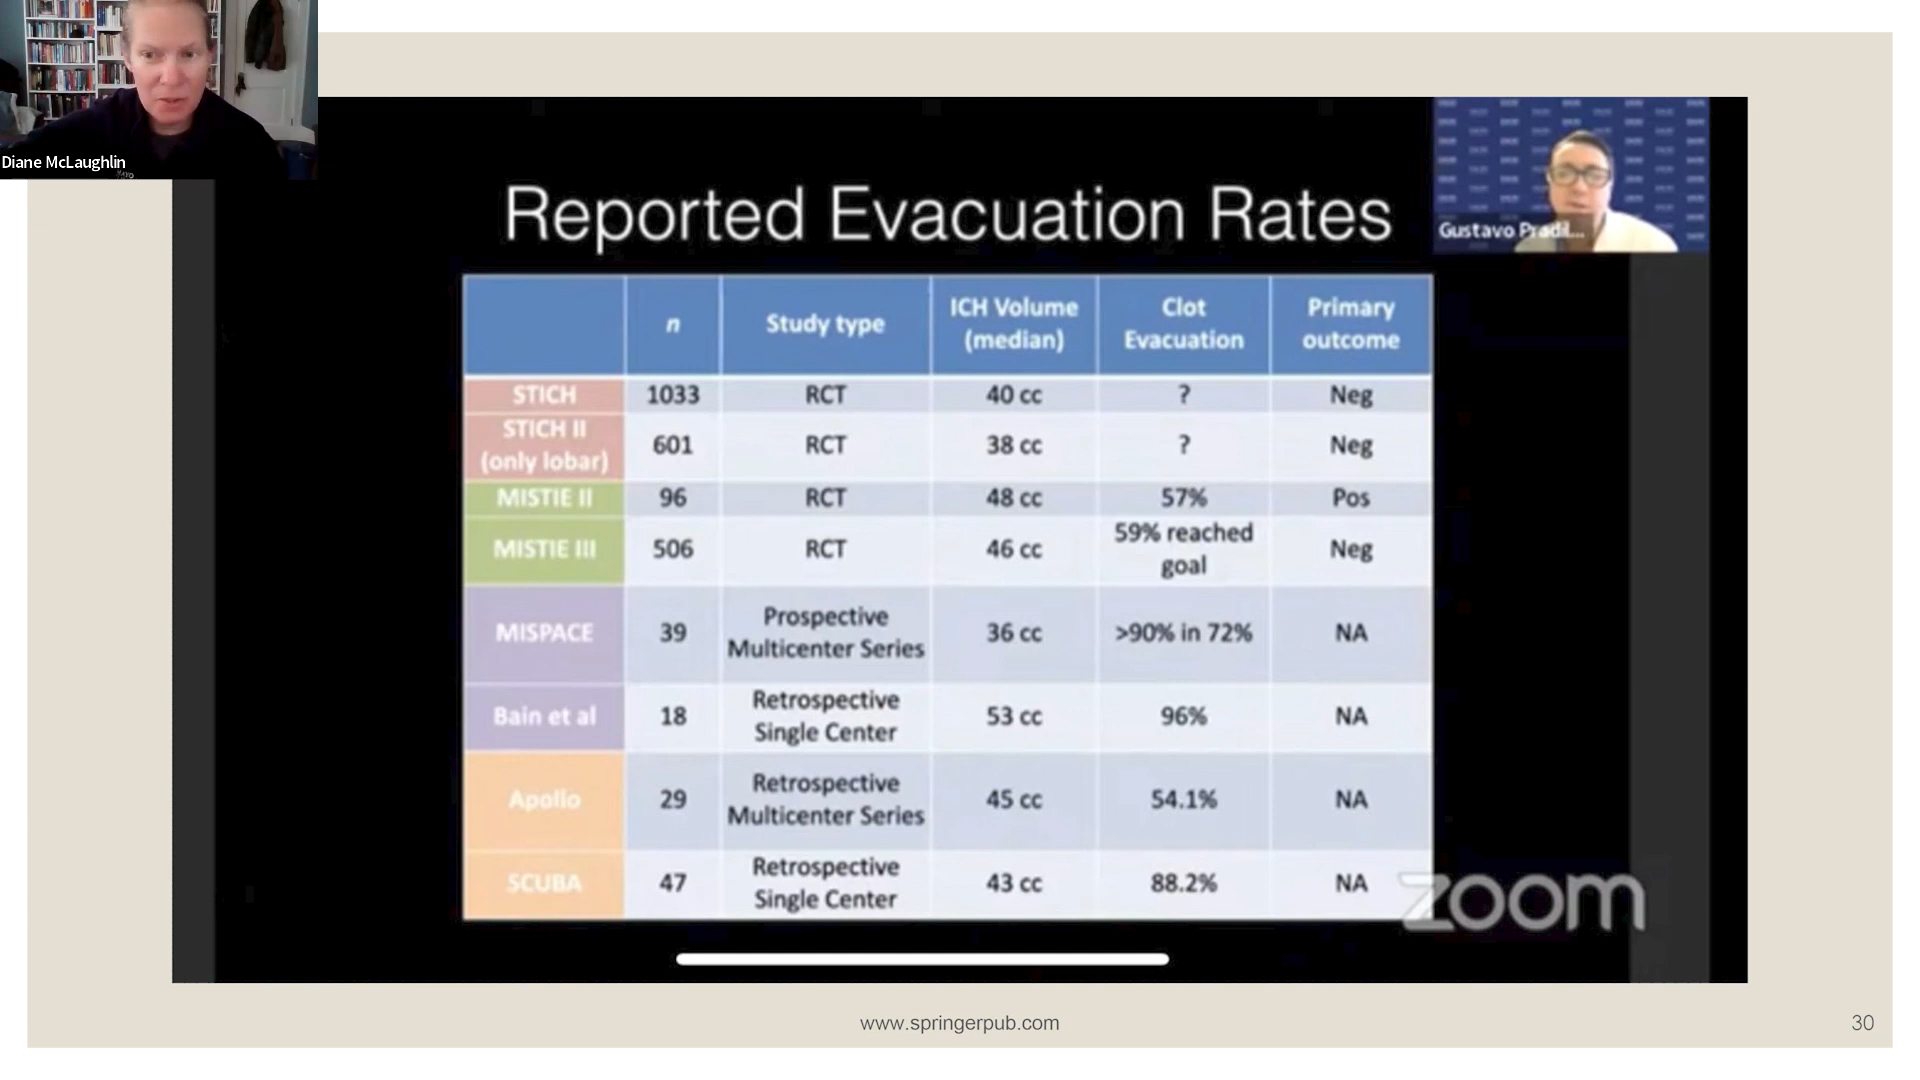 Diane McLaughlin
Reported Evacuation Rates
Gustavo Pradil...
n
Study type
ICH Volume
(median)
Clot
Evacuation
Primary
outcome
STICH
1033
RCT
40 cc
?
Neg
STICH II
(only lobar)
601
RCT
38 cc
?
Neg
MISTIE II
96
RCT
48 cc
57%
Pos
MISTIE III
506
RCT
46 cc
59% reached
goal
Neg
MISPACE
39
Prospective
Multicenter Series
36 cc
>90% in 72%
NA
Bain et al
18
Retrospective
Single Center
53 cc
96%
NA
Apollo
29
Retrospective
Multicenter Series
45 cc
54.1%
NA
SCUBA
47
Retrospective
Single Center
43 cc
88.2%
NA
zoom
www.springerpub.com
30